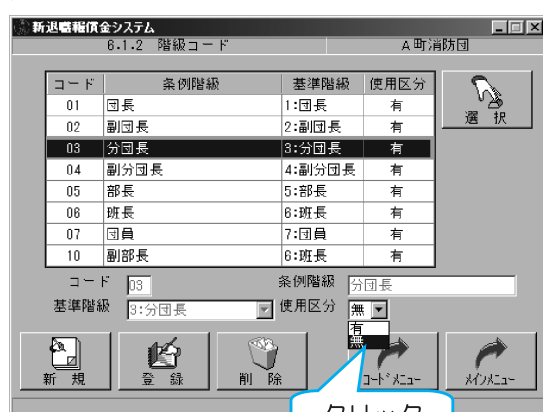 新退職報償金システム
6.1.2 階級コード A町消防団
コード 条例階級 基準階級 使用区分
01 団長 1:団長 有
02 副団長 2:副団長 有
03 分団長 3:分団長 有
04 副分団長 4:副分団長 有
05 部長 5:部長 有
06 班長 6:班長 有
07 団員 7:団員 有
10 副部長 6:班長 有
選 択
コード 03 条例階級 分団長
基準階級 3:分団長 使用区分 無
有
無
新 規 登 録 削 除 コードメニュー メインメニュー
クリック